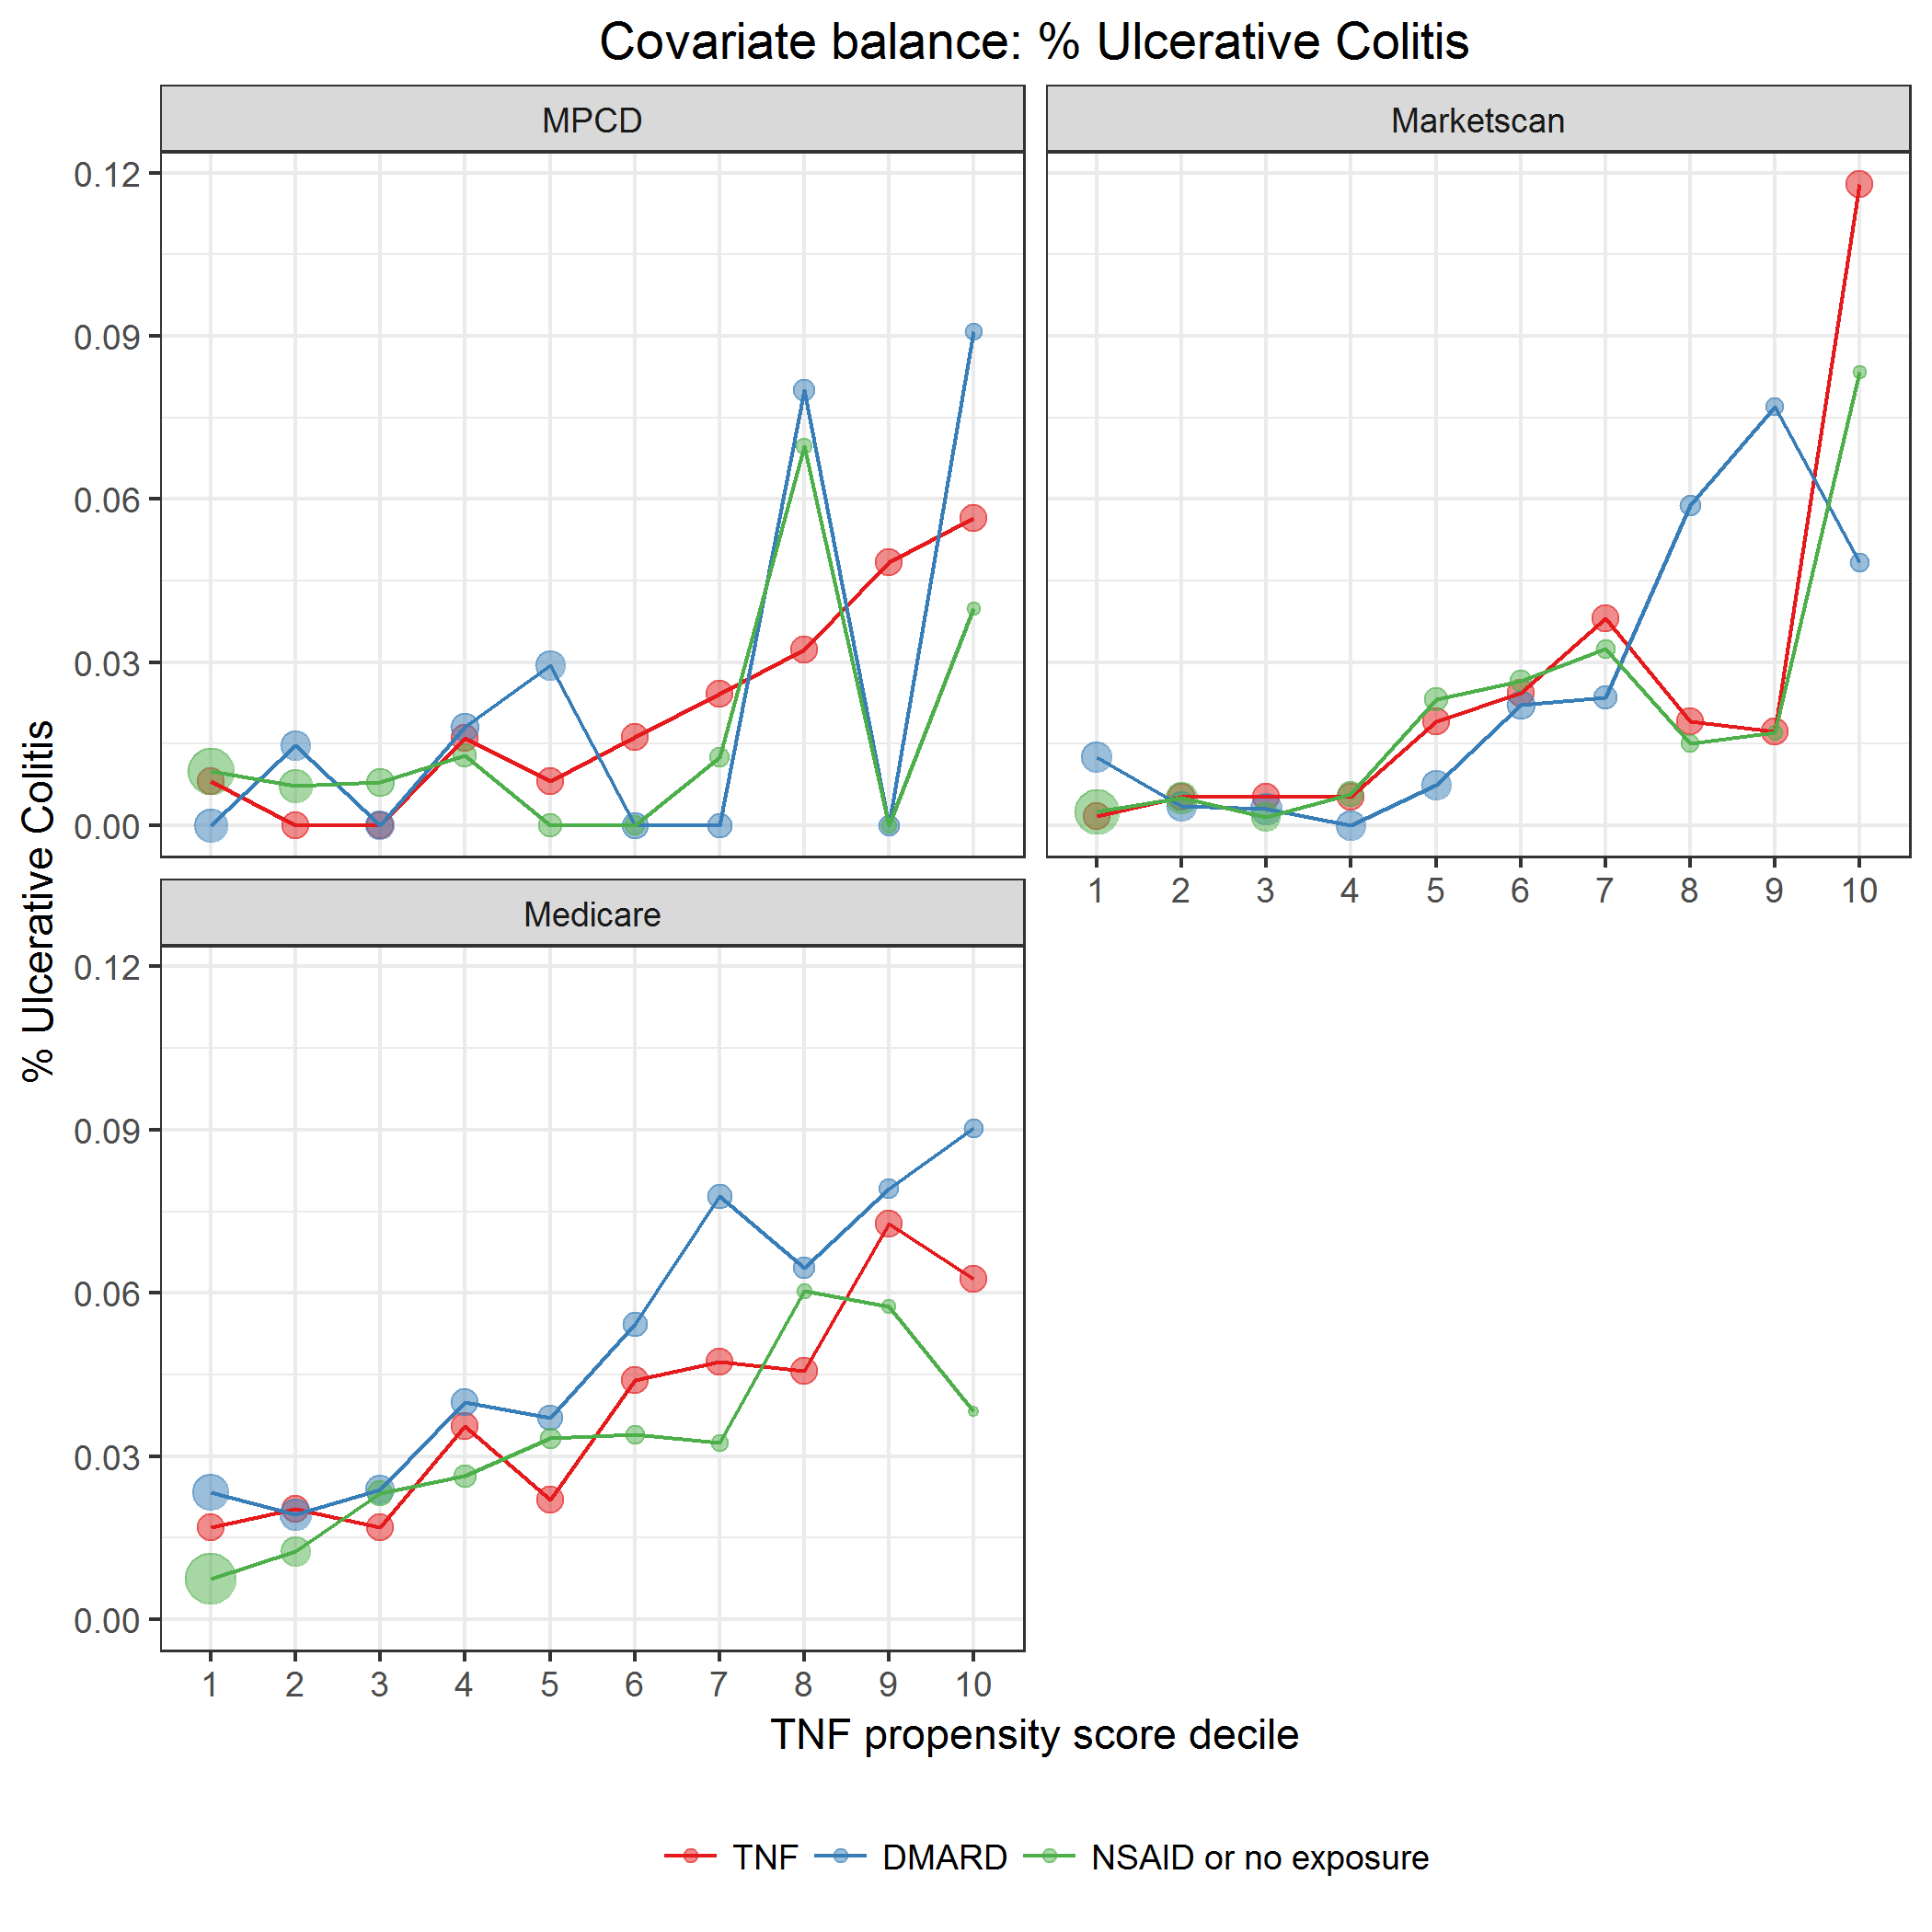 Covariate balance: % Ulcerative Colitis
MPCD
Marketscan
0.12
0.09
0.06
0.03
0.00
1 2 3 4 5 6 7 8 9 10
Medicare
0.12
0.09
0.06
0.03
0.00
1 2 3 4 5 6 7 8 9 10
% Ulcerative Colitis
TNF propensity score decile
TNF DMARD NSAID or no exposure